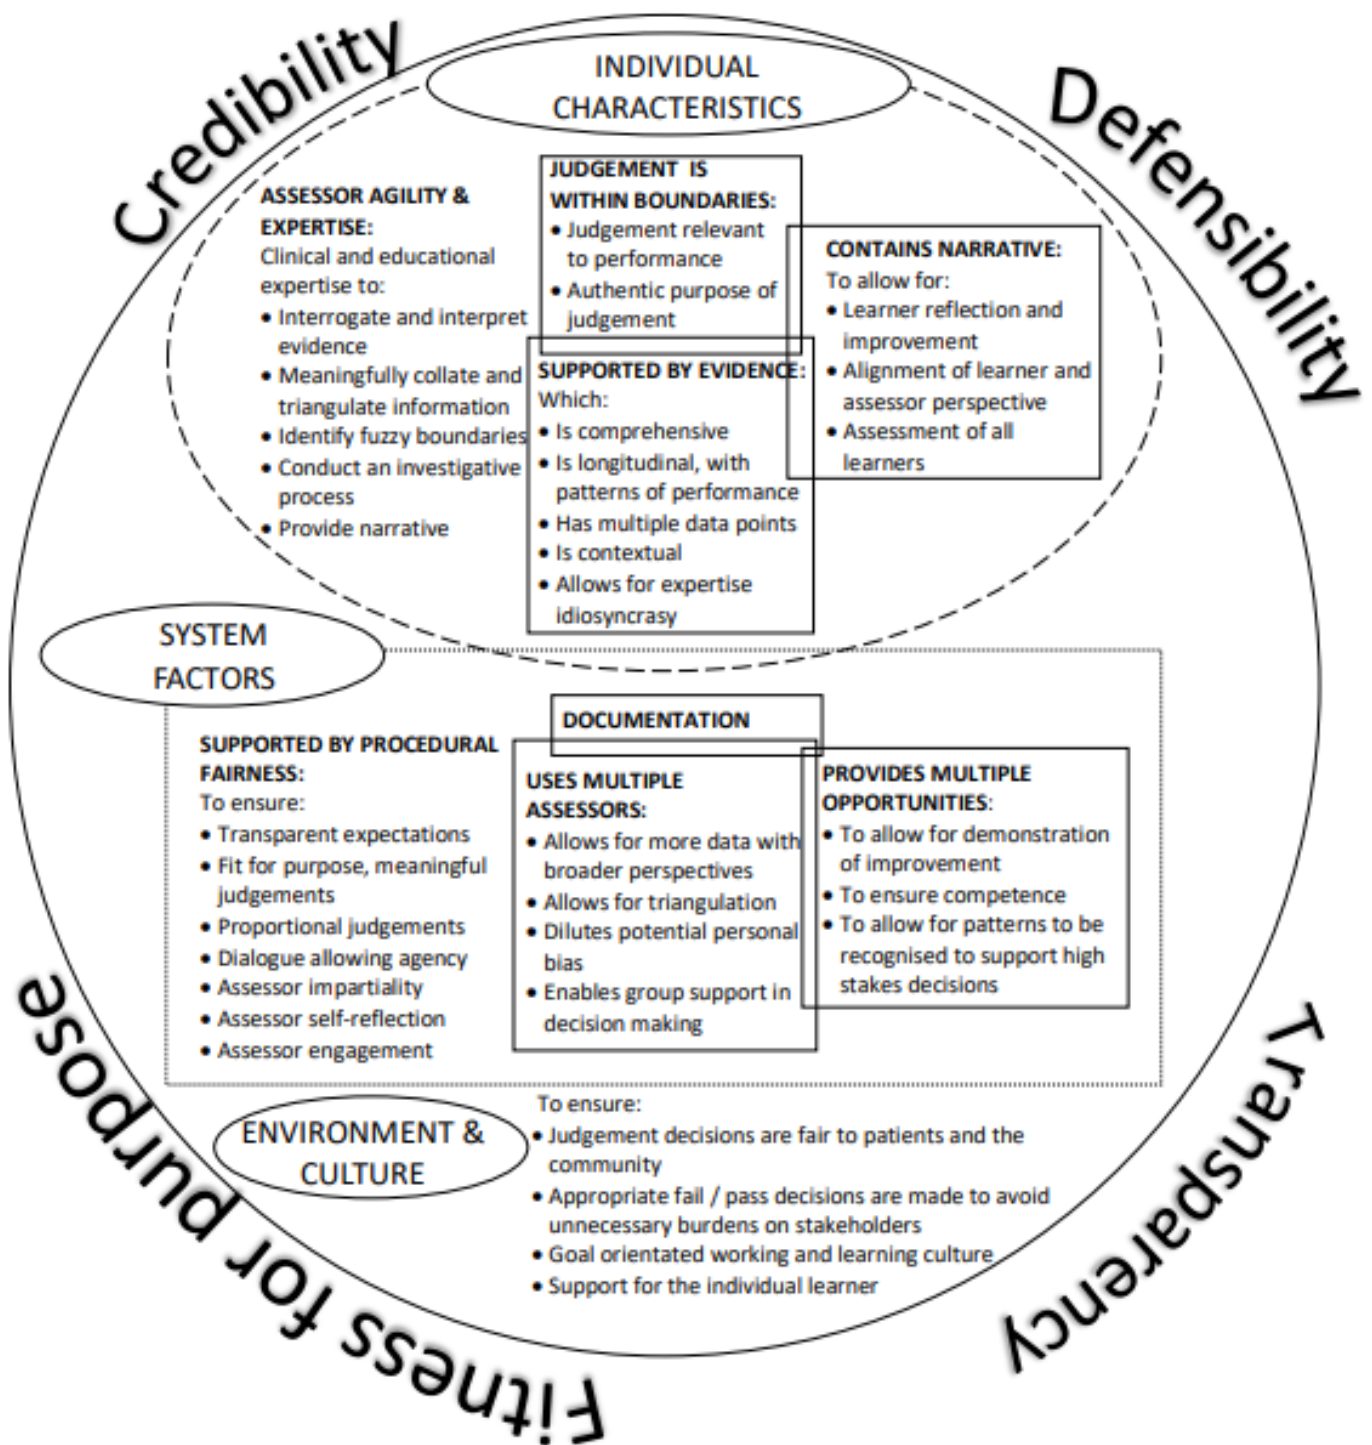 Credibility
Defensibility
INDIVIDUAL
CHARACTERISTICS
ASSESSOR AGILITY &
EXPERTISE:
Clinical and educational
expertise to:
• Interrogate and interpret
evidence
• Meaningfully collate and
triangulate information
• Identify fuzzy boundaries
• Conduct an investigative
process
• Provide narrative
JUDGEMENT IS
WITHIN BOUNDARIES:
• Judgement relevant
to performance
• Authentic purpose of
judgement
SUPPORTED BY EVIDENCE:
Which:
• Is comprehensive
• Is longitudinal, with
patterns of performance
• Has multiple data points
• Is contextual
• Allows for expertise
idiosyncrasy
CONTAINS NARRATIVE:
To allow for:
• Learner reflection and
improvement
• Alignment of learner and
assessor perspective
• Assessment of all
learners
SYSTEM
FACTORS
SUPPORTED BY PROCEDURAL
FAIRNESS:
To ensure:
• Transparent expectations
• Fit for purpose, meaningful
judgements
• Proportional judgements
• Dialogue allowing agency
• Assessor impartiality
• Assessor self-reflection
• Assessor engagement
DOCUMENTATION
USES MULTIPLE
ASSESSORS:
• Allows for more data with
broader perspectives
• Allows for triangulation
• Dilutes potential personal
bias
• Enables group support in
decision making
PROVIDES MULTIPLE
OPPORTUNITIES:
• To allow for demonstration
of improvement
• To ensure competence
• To allow for patterns to be
recognised to support high
stakes decisions
ENVIRONMENT &
CULTURE
To ensure:
• Judgement decisions are fair to patients and the
community
• Appropriate fail / pass decisions are made to avoid
unnecessary burdens on stakeholders
• Goal orientated working and learning culture
• Support for the individual learner
Fitness for purpose
Transparency